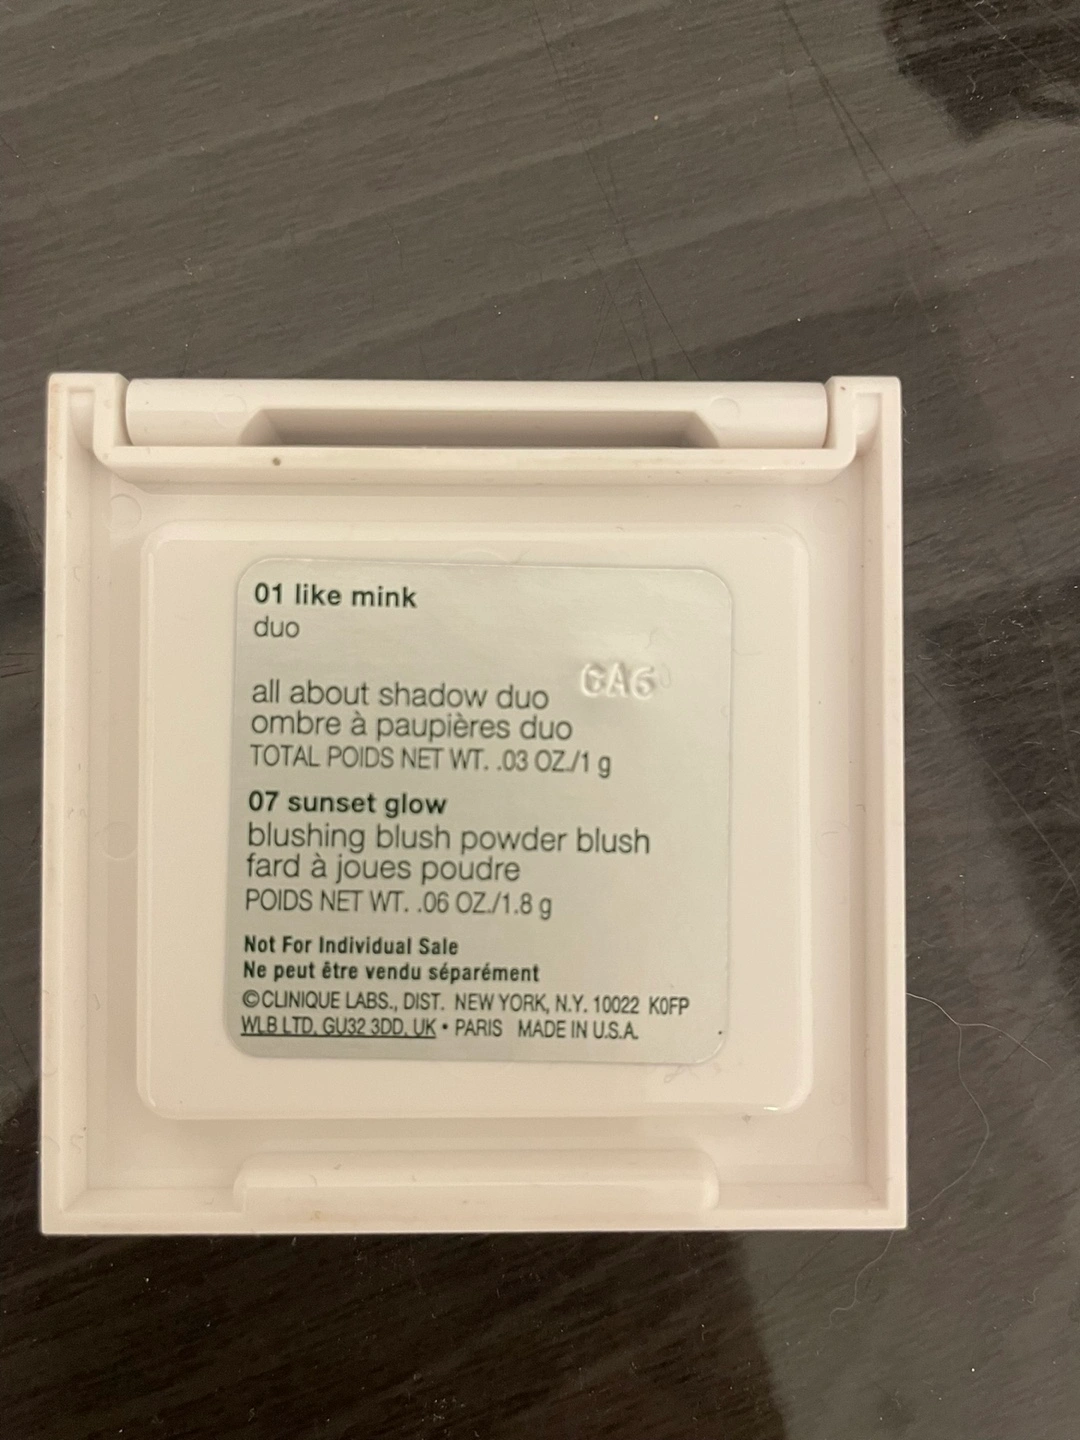 01 like mink
duo
CA6
all about shadow duo
ombre à paupières duo
TOTAL POIDS NET WT. .03 OZ./1 g
07 sunset glow
blushing blush powder blush
fard à joues poudre
POIDS NET WT. .06 OZ./1.8 g
Not For Individual Sale
Ne peut être vendu séparément
©CLINIQUE LABS., DIST. NEW YORK, N.Y. 10022 K0FP
WLB LTD, GU32 3DD, UK • PARIS MADE IN U.S.A.